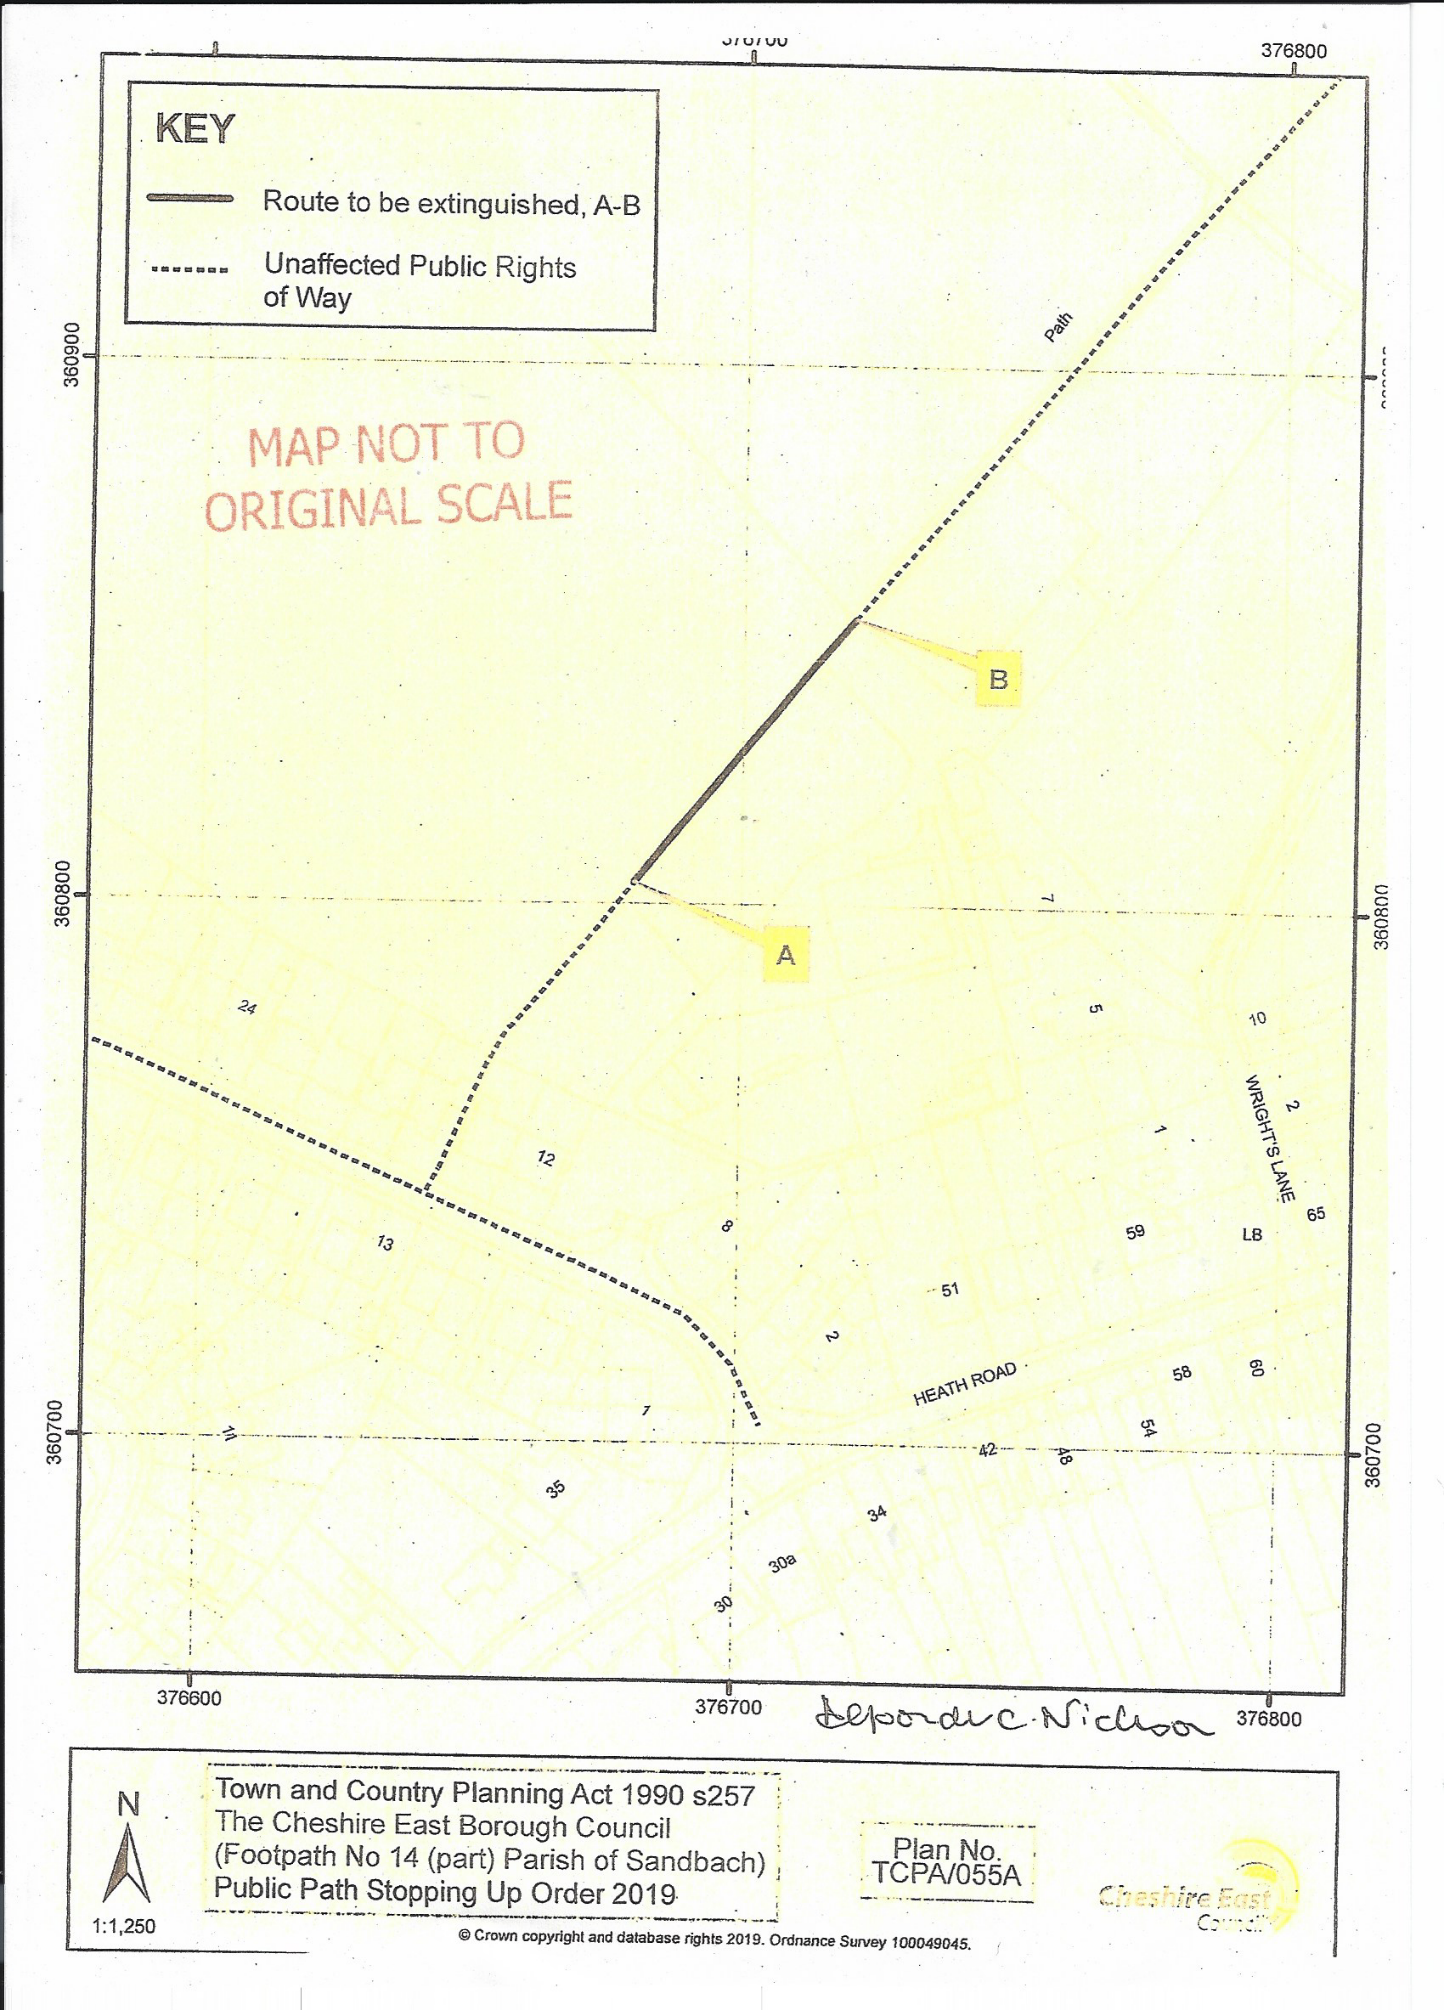 376800
KEY
Route to be extinguished, A-B
Unaffected Public Rights
of Way
Path
360900
MAP NOT TO
ORIGINAL SCALE
B
360800
360800
7
A
24
5
10
WRIGHT'S LANE
2
1
12
65
59
LB
8
13
51
2
HEATH ROAD
58
60
1
54
360700
360700
42
48
35
34
30a
30
376600
376700
376800
N
1:1,250
Town and Country Planning Act 1990 s257
The Cheshire East Borough Council
(Footpath No 14 (part) Parish of Sandbach)
Public Path Stopping Up Order 2019
Plan No.
TCPA/055A
Cheshire East
Council
© Crown copyright and database rights 2019. Ordnance Survey 100049045.